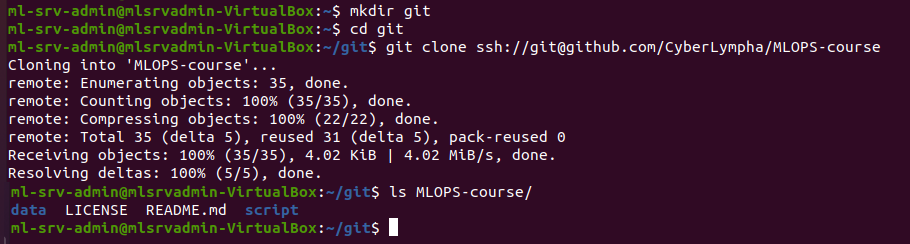 ml-srv-admin@mlsrvadmin-VirtualBox:~$ mkdir git
ml-srv-admin@mlsrvadmin-VirtualBox:~$ cd git
ml-srv-admin@mlsrvadmin-VirtualBox:~/git$ git clone ssh://git@github.com/CyberLympha/MLOPS-course
Cloning into 'MLOPS-course'...
remote: Enumerating objects: 35, done.
remote: Counting objects: 100% (35/35), done.
remote: Compressing objects: 100% (22/22), done.
remote: Total 35 (delta 5), reused 31 (delta 5), pack-reused 0
Receiving objects: 100% (35/35), 4.02 KiB | 4.02 MiB/s, done.
Resolving deltas: 100% (5/5), done.
ml-srv-admin@mlsrvadmin-VirtualBox:~/git$ ls MLOPS-course/
data  LICENSE  README.md  script
ml-srv-admin@mlsrvadmin-VirtualBox:~/git$